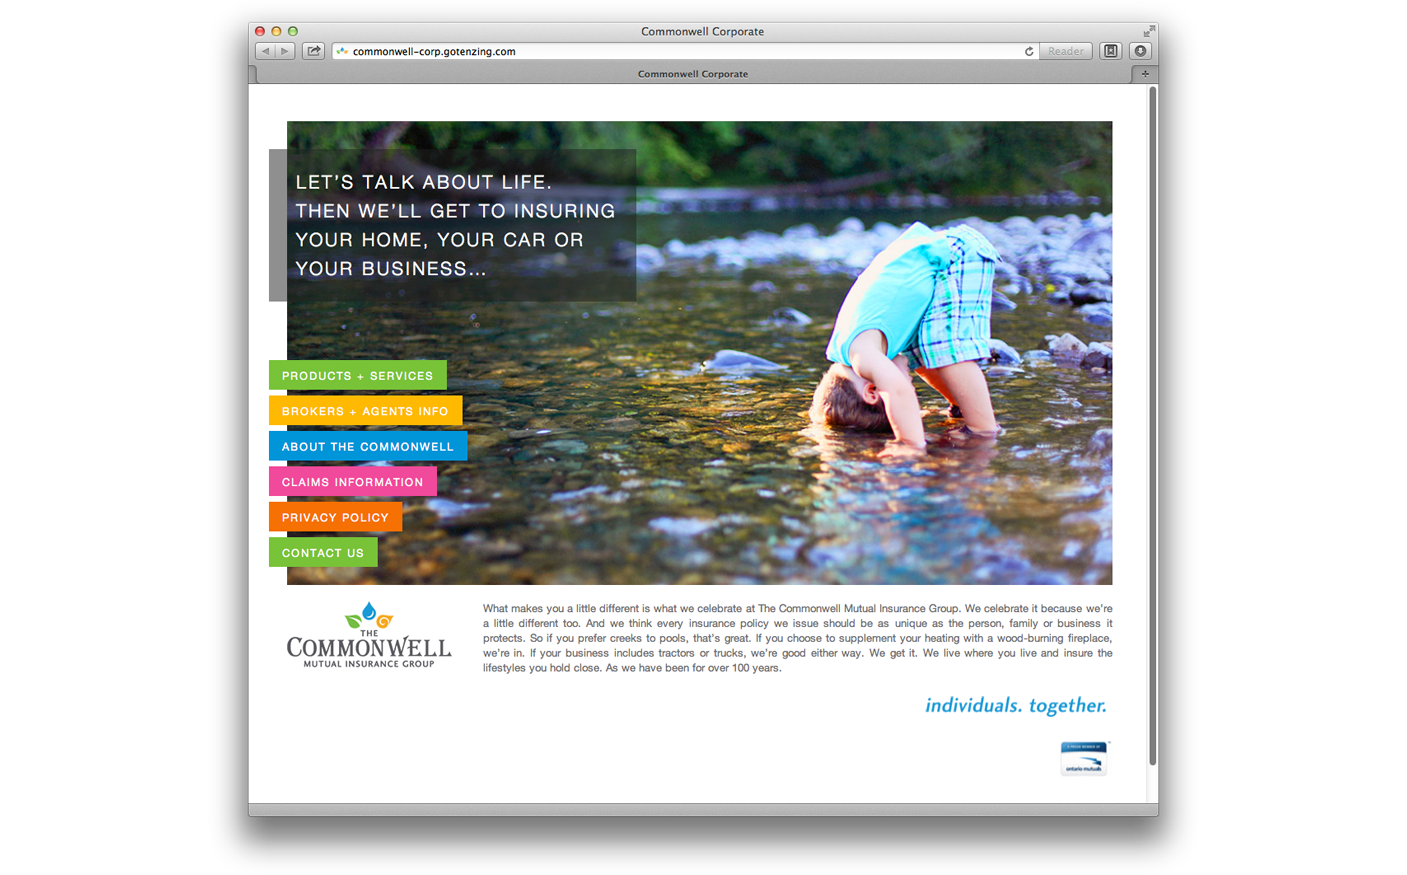 Commonwell Corporate
commonwell-corp.gotenzing.com
Reader
Commonwell Corporate
LET'S TALK ABOUT LIFE.
THEN WE'LL GET TO INSURING
YOUR HOME, YOUR CAR OR
YOUR BUSINESS...
PRODUCTS + SERVICES
BROKERS + AGENTS INFO
ABOUT THE COMMONWELL
CLAIMS INFORMATION
PRIVACY POLICY
CONTACT US
THE
COMMONWELL
MUTUAL INSURANCE GROUP
What makes you a little different is what we celebrate at The Commonwell Mutual Insurance Group. We celebrate it because we're
a little different too. And we think every insurance policy we issue should be as unique as the person, family or business it
protects. So if you prefer creeks to pools, that's great. If you choose to supplement your heating with a wood-burning fireplace,
we're in. If your business includes tractors or trucks, we're good either way. We get it. We live where you live and insure the
lifestyles you hold close. As we have been for over 100 years.
individuals. together.
A PROUD MEMBER OF
ontario mutuals